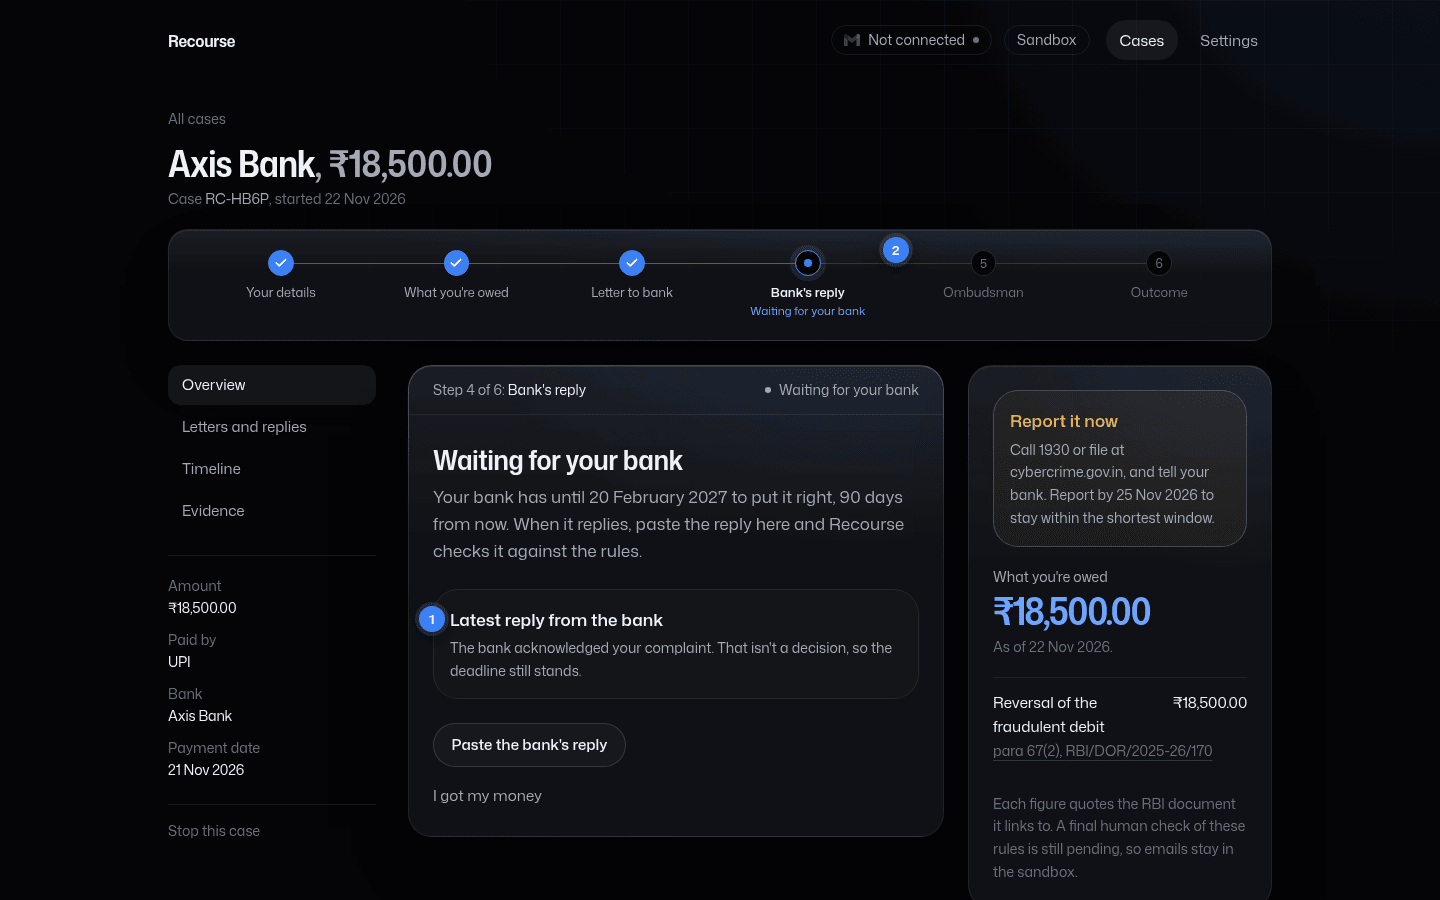 Recourse
Not connected
Sandbox
Cases
Settings
All cases
Axis Bank, ₹18,500.00
Case RC-HB6P, started 22 Nov 2026
2
5
6
Your details
What you're owed
Letter to bank
Bank's reply
Ombudsman
Outcome
Waiting for your bank
Overview
Letters and replies
Timeline
Evidence
Amount
₹18,500.00
Paid by
UPI
Bank
Axis Bank
Payment date
21 Nov 2026
Stop this case
Step 4 of 6: Bank's reply
Waiting for your bank
Waiting for your bank
Your bank has until 20 February 2027 to put it right, 90 days
from now. When it replies, paste the reply here and Recourse
checks it against the rules.
1
Latest reply from the bank
The bank acknowledged your complaint. That isn't a decision, so the
deadline still stands.
Paste the bank's reply
I got my money
Report it now
Call 1930 or file at
cybercrime.gov.in, and tell your
bank. Report by 25 Nov 2026 to
stay within the shortest window.
What you're owed
₹18,500.00
As of 22 Nov 2026.
Reversal of the
fraudulent debit
₹18,500.00
para 67(2), RBI/DOR/2025-26/170
Each figure quotes the RBI document
it links to. A final human check of these
rules is still pending, so emails stay in
the sandbox.